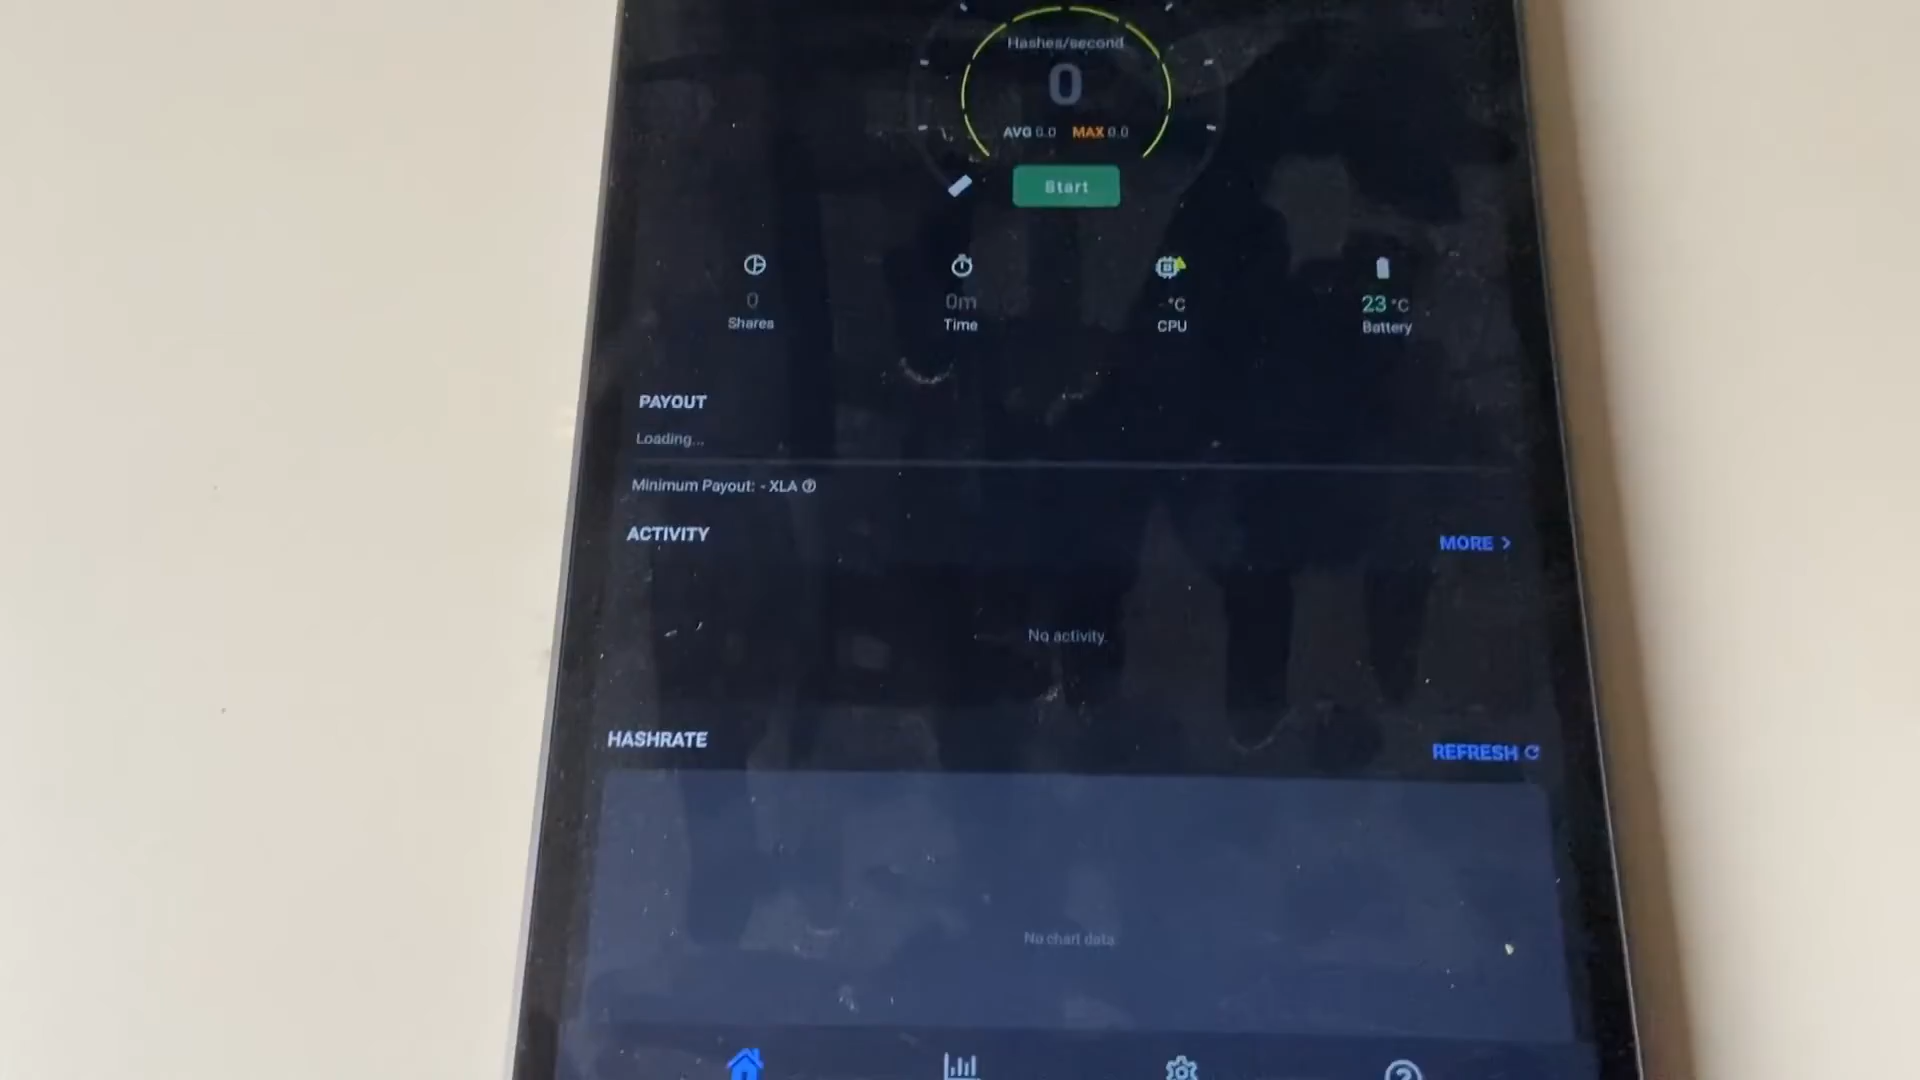 Hashes/second
0
AVG 0.0 MAX 0.0
Start
0 0m -°C 23 °C
Shares Time CPU Battery
PAYOUT
Loading...
Minimum Payout: - XLA
ACTIVITY MORE >
No activity.
HASHRATE REFRESH
No chart data